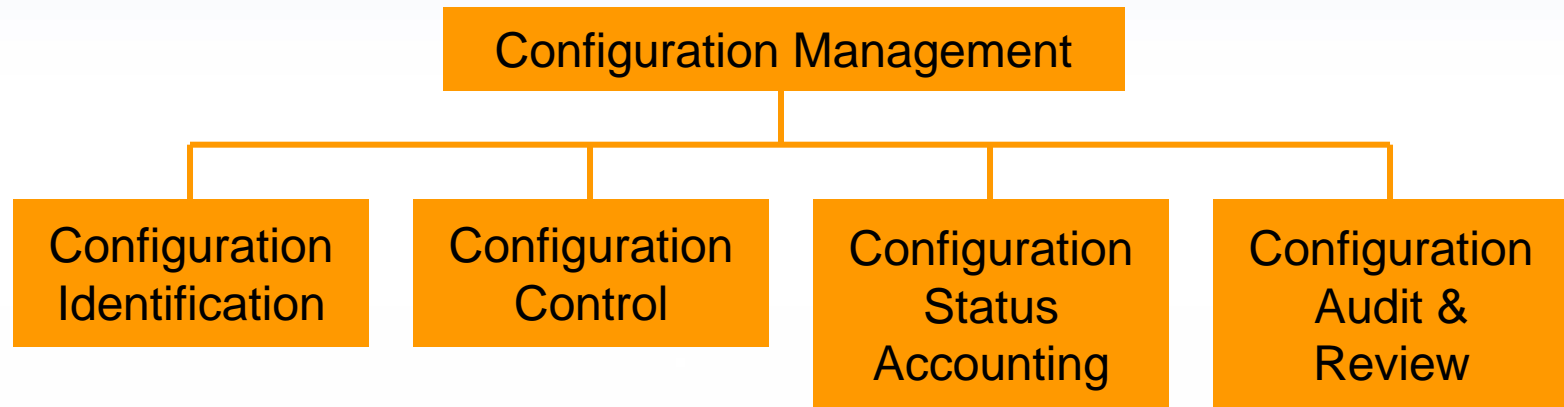 Configuration Management
Configuration
Identification
Configuration
Control
Configuration
Status
Accounting
Configuration
Audit &
Review